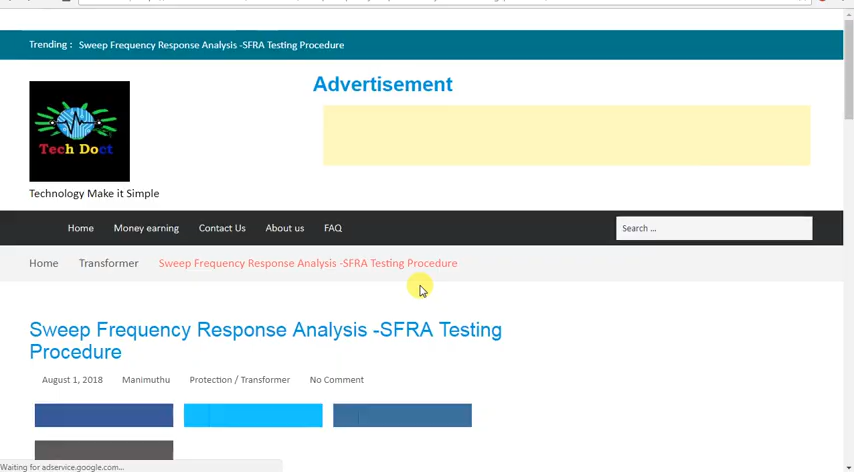 Trending : Sweep Frequency Response Analysis -SFRA Testing Procedure
Advertisement
Tech Doct
Technology Make it Simple
Home Money earning Contact Us About us FAQ Search ...
Home Transformer Sweep Frequency Response Analysis -SFRA Testing Procedure
Sweep Frequency Response Analysis -SFRA Testing
Procedure
August 1, 2018 Manimuthu Protection / Transformer No Comment
Waiting for adservice.google.com...